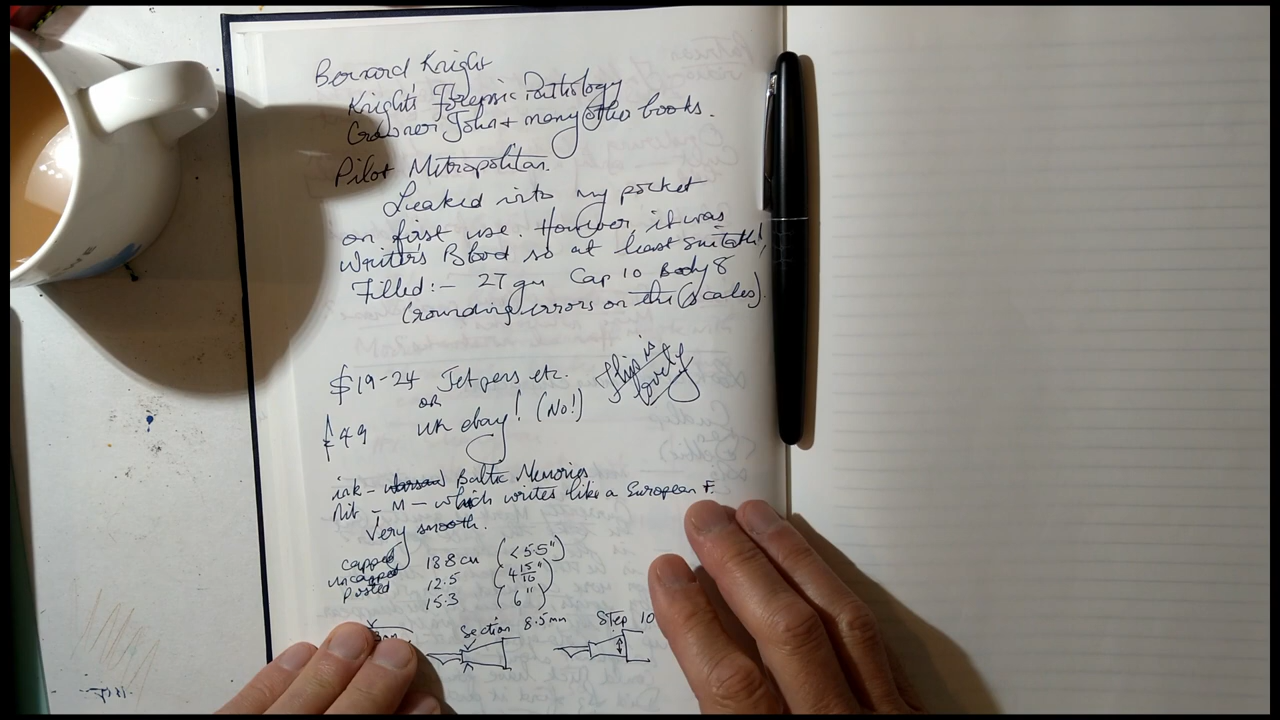 Bernard Knight
Knight's Forensic Pathology
Crowner John + many other books.
Pilot Metropolitan.
Leaked into my pocket
on first use. However, it was
Writer's Blood so at least suitable!
Filled:- 27 gm Cap 10 Body 8
(rounding errors on the scales).
$19-24 Jetpens etc.
or
£49 UK ebay! (No!)
This is
lovely
ink - Baltic Memories
Nib - M - which writes like a European F.
Very smooth.
capped 13.8 cm (<5.5")
uncapped 12.5 (4 15/16")
posted 15.3 (6")
Section 8.5mm
Step 10